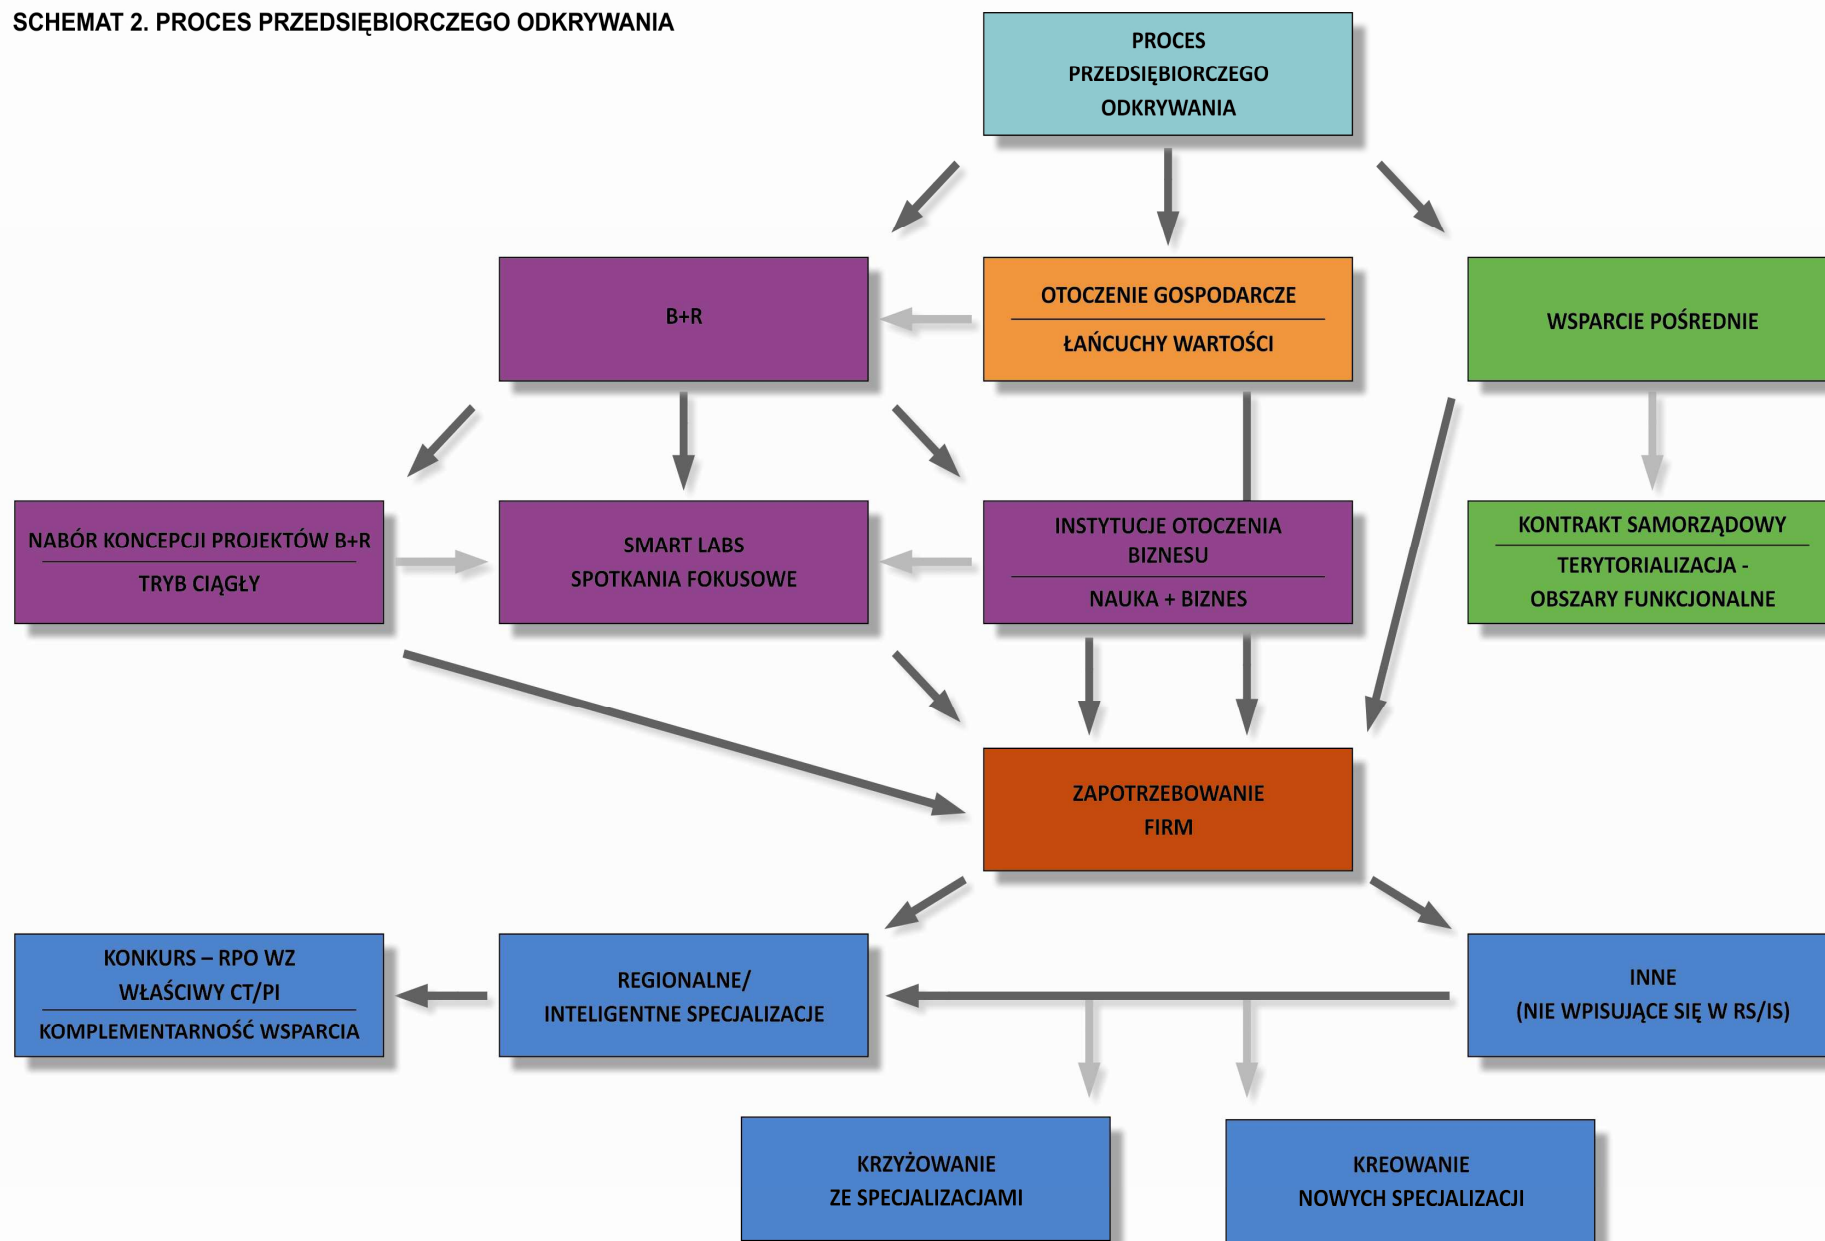 SCHEMAT 2. PROCES PRZEDSIĘBIORCZEGO ODKRYWANIA
PROCES
PRZEDSIĘBIORCZEGO
ODKRYWANIA
B+R
OTOCZENIE GOSPODARCZE
ŁAŃCUCHY WARTOŚCI
WSPARCIE POŚREDNIE
NABÓR KONCEPCJI PROJEKTÓW B+R
TRYB CIĄGŁY
SMART LABS
SPOTKANIA FOKUSOWE
INSTYTUCJE OTOCZENIA
BIZNESU
NAUKA + BIZNES
KONTRAKT SAMORZĄDOWY
TERYTORIALIZACJA -
OBSZARY FUNKCJONALNE
ZAPOTRZEBOWANIE
FIRM
KONKURS – RPO WZ
WŁAŚCIWY CT/PI
KOMPLEMENTARNOŚĆ WSPARCIA
REGIONALNE/
INTELIGENTNE SPECJALIZACJE
INNE
(NIE WPISUJĄCE SIĘ W RS/IS)
KRZYŻOWANIE
ZE SPECJALIZACJAMI
KREOWANIE
NOWYCH SPECJALIZACJI